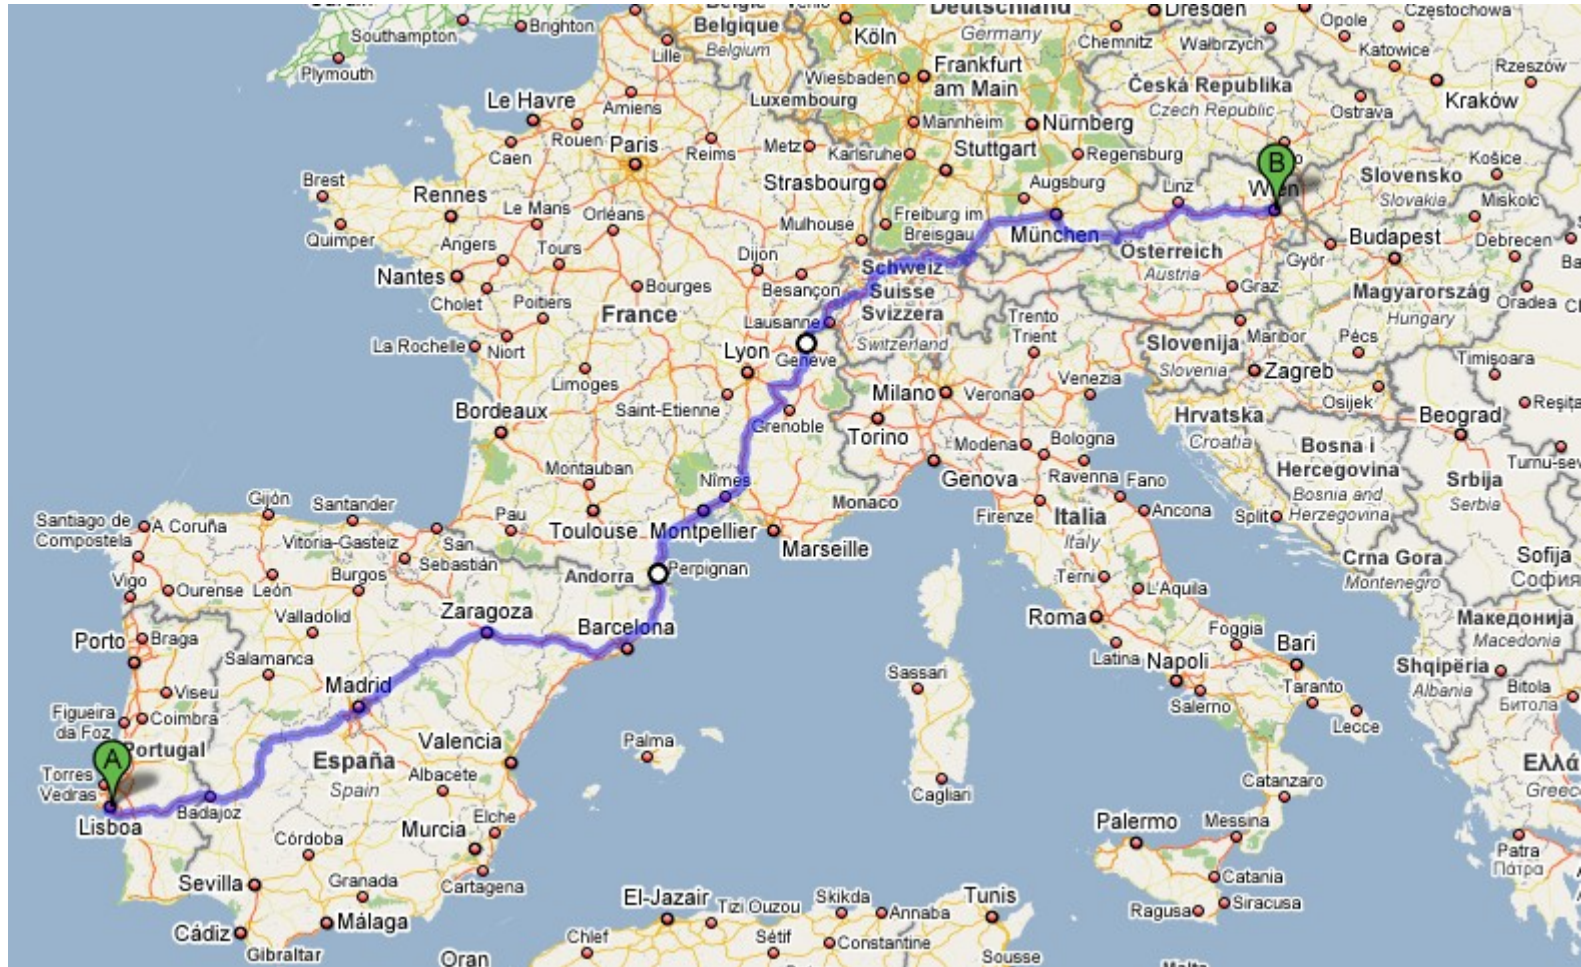 België
Belgique
Belgium
Deutschland
Germany
Dresden
Opole
Czestochowa
Southampton
Brighton
Lille
Köln
Chemnitz
Wałbrzych
Katowice
Plymouth
Wiesbaden
Frankfurt
am Main
Česká Republika
Czech Republic
Rzeszów
Ostrava
Kraków
Le Havre
Amiens
Luxembourg
Rouen
Mannheim
Nürnberg
Caen
Paris
Reims
Metz
Karlsruhe
Stuttgart
Regensburg
Košice
B
Brest
Rennes
Strasbourg
Augsburg
Linz
Wien
Slovensko
Slovakia
Miskolc
Le Mans
Orléans
Mulhouse
Freiburg im
Breisgau
München
Quimper
Angers
Tours
Dijon
Österreich
Austria
Budapest
Debrecen
Györ
Nantes
Cholet
Poitiers
Bourges
Besançon
Schweiz
Suisse
Svizzera
Switzerland
Graz
Magyarország
Hungary
Oradea
France
Lausanne
Trento
Trient
Maribor
Pécs
La Rochelle
Niort
Lyon
Genève
Slovenija
Slovenia
Timişoara
Limoges
Milano
Verona
Venezia
Zagreb
Saint-Etienne
Osijek
Reşiţa
Bordeaux
Grenoble
Torino
Hrvatska
Croatia
Beograd
Modena
Bologna
Bosna i
Hercegovina
Bosnia and
Herzegovina
Montauban
Nîmes
Genova
Ravenna
Fano
Srbija
Serbia
Gijón
Santander
Monaco
Santiago de
Compostela
A Coruña
Pau
Toulouse
Montpellier
Marseille
Firenze
Italia
Italy
Ancona
Split
Vitoria-Gasteiz
San
Sebastián
Crna Gora
Montenegro
Sofija
София
Vigo
Ourense
León
Burgos
Andorra
Perpignan
Terni
L'Aquila
Valladolid
Zaragoza
Roma
Македонија
Macedonia
Porto
Braga
Barcelona
Foggia
Bari
Salamanca
Latina
Napoli
Shqipëria
Albania
Sassari
Viseu
Madrid
Salerno
Taranto
Bitola
Битола
Figueira
da Foz
Coimbra
Lecce
A
Portugal
Valencia
Palma
España
Spain
Albacete
Catanzaro
Torres
Vedras
Cagliari
Badajoz
Lisboa
Elche
Murcia
Palermo
Messina
Córdoba
Patra
Πάτρα
Sevilla
Granada
Cartagena
Catania
El-Jazair
Tizi Ouzou
Skikda
Annaba
Tunis
Ragusa
Siracusa
Cádiz
Málaga
Gibraltar
Chlef
Sétif
Constantine
Oran
Sousse